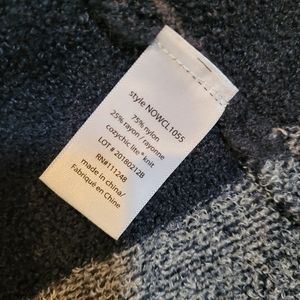 style NOWCL1055
75% nylon
25% rayon / rayonne
cozychic lite® knit
LOT # 20180212B
RN#111248
made in china/
Fabriqué en Chine